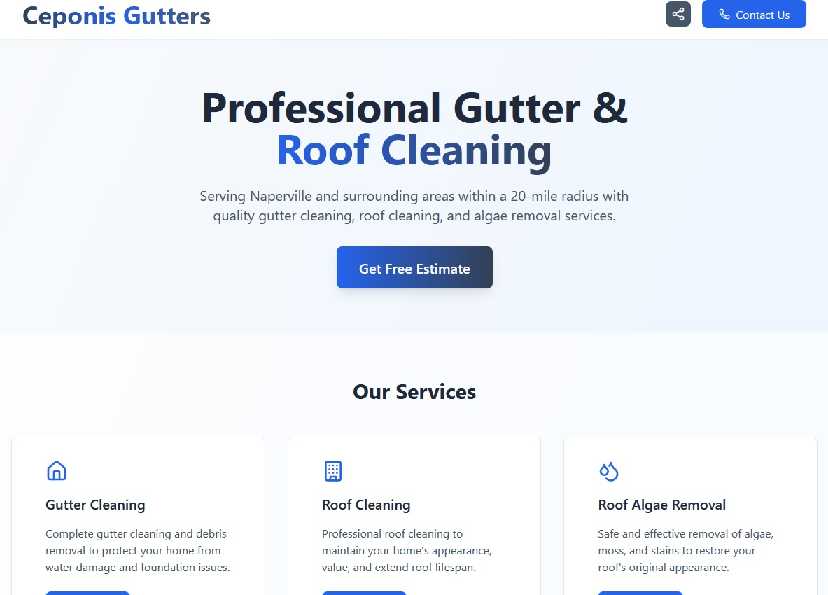 Ceponis Gutters
Contact Us
Professional Gutter &
Roof Cleaning
Serving Naperville and surrounding areas within a 20-mile radius with
quality gutter cleaning, roof cleaning, and algae removal services.
Get Free Estimate
Our Services
Gutter Cleaning
Complete gutter cleaning and debris
removal to protect your home from
water damage and foundation issues.
Roof Cleaning
Professional roof cleaning to
maintain your home's appearance,
value, and extend roof lifespan.
Roof Algae Removal
Safe and effective removal of algae,
moss, and stains to restore your
roof's original appearance.